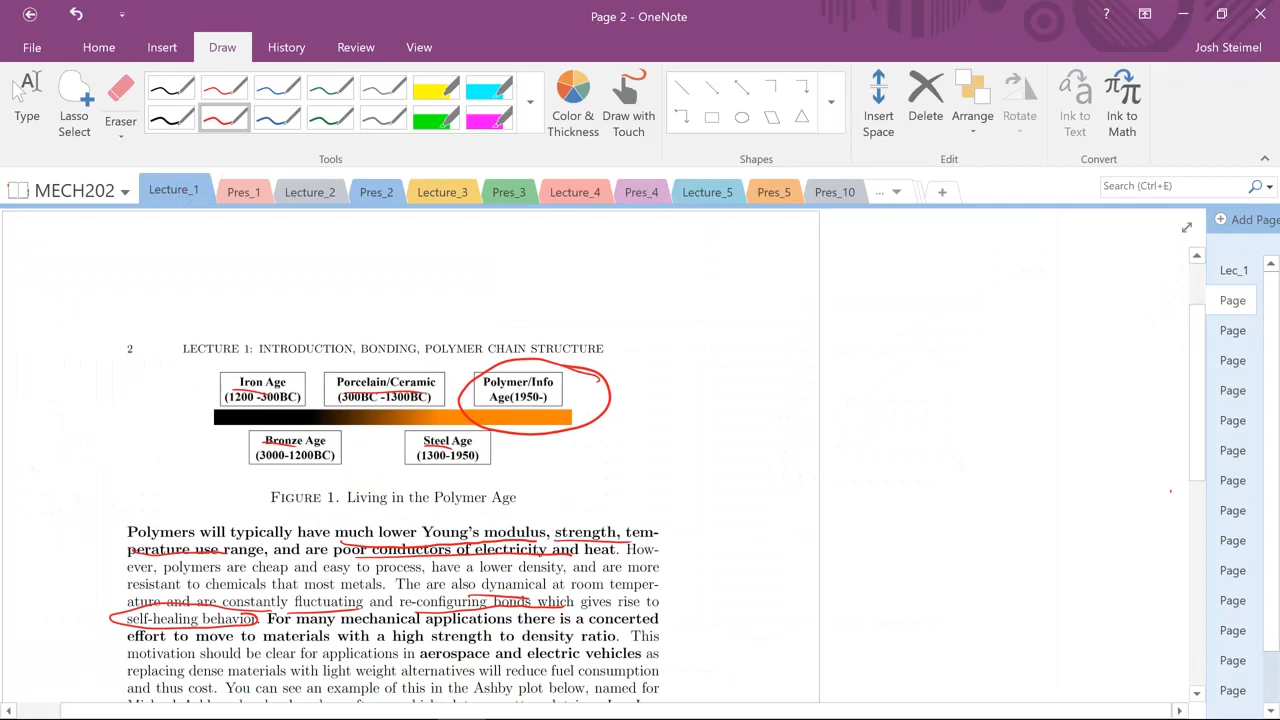 Page 2 - OneNote
?
File
Home
Insert
Draw
History
Review
View
Josh Steimel
Type
Lasso Select
Eraser
Color & Thickness
Draw with Touch
Insert Space
Delete
Arrange
Rotate
Ink to Text
Ink to Math
Tools
Shapes
Edit
Convert
MECH202
Lecture_1
Pres_1
Lecture_2
Pres_2
Lecture_3
Pres_3
Lecture_4
Pres_4
Lecture_5
Pres_5
Pres_10
...
Search (Ctrl+E)
Add Page
Lec_1
Page
Page
Page
Page
Page
Page
Page
Page
Page
Page
Page
Page
Page
Page
2 LECTURE 1: INTRODUCTION, BONDING, POLYMER CHAIN STRUCTURE
Iron Age
(1200 -300BC)
Porcelain/Ceramic
(300BC -1300BC)
Polymer/Info
Age(1950-)
Bronze Age
(3000-1200BC)
Steel Age
(1300-1950)
FIGURE 1. Living in the Polymer Age
Polymers will typically have much lower Young's modulus, strength, tem-
perature use range, and are poor conductors of electricity and heat. How-
ever, polymers are cheap and easy to process, have a lower density, and are more
resistant to chemicals that most metals. The are also dynamical at room temper-
ature and are constantly fluctuating and re-configuring bonds which gives rise to
self-healing behavior. For many mechanical applications there is a concerted
effort to move to materials with a high strength to density ratio. This
motivation should be clear for applications in aerospace and electric vehicles as
replacing dense materials with light weight alternatives will reduce fuel consumption
and thus cost. You can see an example of this in the Ashby plot below, named for